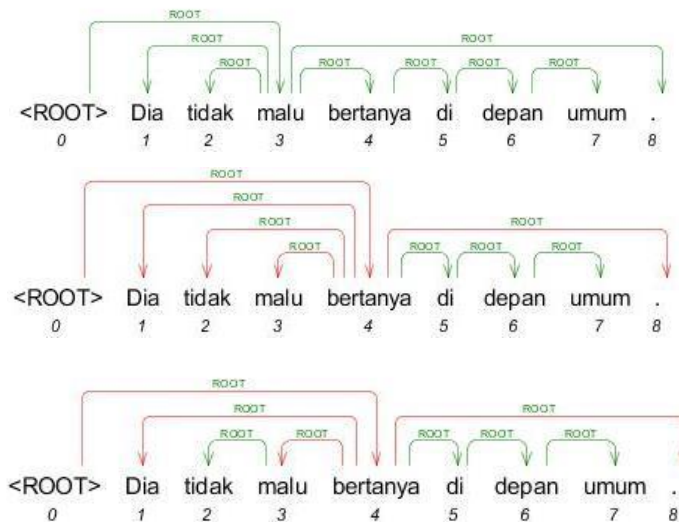 ROOT
ROOT ROOT
ROOT ROOT ROOT ROOT ROOT
<ROOT> Dia tidak malu bertanya di depan umum .
0 1 2 3 4 5 6 7 8
ROOT
ROOT
ROOT ROOT
ROOT ROOT ROOT ROOT
<ROOT> Dia tidak malu bertanya di depan umum .
0 1 2 3 4 5 6 7 8
ROOT
ROOT ROOT
ROOT ROOT ROOT ROOT ROOT
<ROOT> Dia tidak malu bertanya di depan umum .
0 1 2 3 4 5 6 7 8